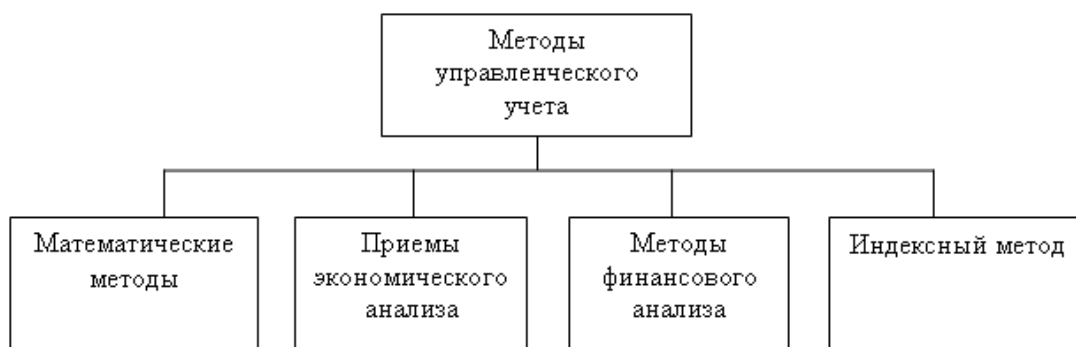 Методы
управленческого
учета
Математические
методы
Приемы
экономического
анализа
Методы
финансового
анализа
Индексный метод